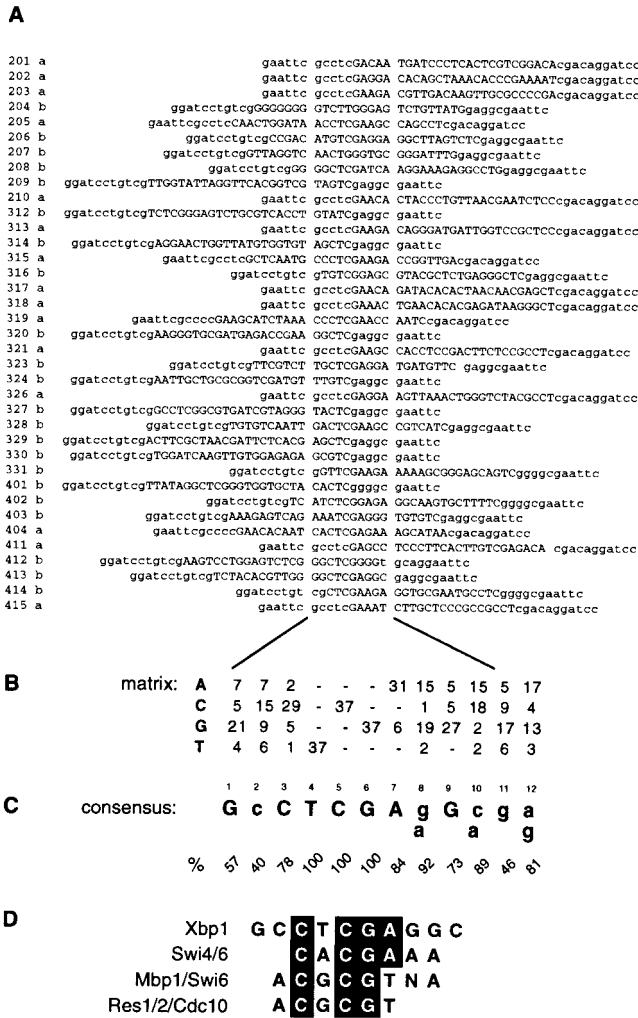 A
201 a gaattc gcctcGACAA TGATCCCTCACTCGTCGGACAcgacaggatcc
202 a gaattc gcctcGAGGA CACAGCTAAACACCCGAAAATcgacaggatcc
203 a gaattc gcctcGAAGA CGTTGACAAGTTGCGCCCCGAcgacaggatcc
204 b ggatcctgtcgGGGGGGG GTCTTGGGAG TCTGTTATGgaggcgaattc
205 a gaattcgcctcCAACTGGATA ACCTCGAAGC CAGCCTcgacaggatcc
206 b ggatcctgtcgCCGAC ATGTCGAGGA GGCTTAGTCTCgaggcgaattc
207 b ggatcctgtcgGTTAGGTC AACTGGGTGC GGGATTTGgaggcgaattc
208 b ggatcctgtcgGG GGCTCGATCA AGGAAAGAGGCCTGgaggcgaattc
209 b ggatcctgtcgTTGGTATTAGGTTCACGGTCG TAGTCGaggc gaattc
210 a gaattc gcctcGAACA CTACCCTGTTAACGAATCTCCcgacaggatcc
312 b ggatcctgtcgTCTCGGGAGTCTGCGTCACCT GTATCGaggc gaattc
313 a gaattc gcctcGAAGA CAGGGATGATTGGTCCGCTCCcgacaggatcc
314 b ggatcctgtcgAGGAACTGGTTATGTGGTGT AGCTCGaggc gaattc
315 a gaattcgcctcGCTCAATG CCCTCGAAGA CCGGTTGAcgacaggatcc
316 b ggatcctgtc gTGTCGGAGC GTACGCTCTGAGGGCTCgaggcgaattc
317 a gaattc gcctcGAACA GATACACACTAACAACGAGCTcgacaggatcc
318 a gaattc gcctcGAAAC TGAACACACGAGATAAGGGCTcgacaggatcc
319 a gaattcgccccGAAGCATCTAAA CCCTCGAACC AATCcgacaggatcc
320 b ggatcctgtcgAAGGGTGCGATGAGACCGAA GGCTCGaggc gaattc
321 a gaattc gcctcGAAGC CACCTCCGACTTCTCCGCCTcgacaggatcc
323 b ggatcctgtcgTTCGTCTT TGCTCGAGGA TGATGTTC gaggcgaattc
324 b ggatcctgtcgAATTGCTGCGCGGTCGATGT TTGTCGaggc gaattc
326 a gaattc gcctcGAGGA AGTTAAACTGGGTCTACGCCTcgacaggatcc
327 b ggatcctgtcgGCCTCGGCGTGATCGTAGGG TACTCGaggc gaattc
328 b ggatcctgtcgTGTGTCAATT GACTCGAAGC CCGTCATCgaggcgaattc
329 b ggatcctgtcgACTTCGCTAACGATTCTCACG AGCTCGaggc gaattc
330 b ggatcctgtcgTGGATCAAGTTGTGGAGAGA GCGTCGaggc gaattc
331 b ggatcctgtc gGTTCGAAGA AAAAGCGGGAGCAGTCGgggcgaattc
401 b ggatcctgtcgTTATAGGCTCGGGTGGTGCTA CACTCGgggc gaattc
402 b ggatcctgtcgTC ATCTCGGAGA GGCAAGTGCTTTTCggggcgaattc
403 b ggatcctgtcgAAAGAGTCAG AAATCGAGGG TGTGTCgaggcgaattc
404 a gaattcgccccGAACACAATC CACTCGAGAA AGCATAACgacaggatcc
411 a gaattc gcctcGAGCC TCCCTTCACTTGTCGAGACA cgacaggatcc
412 b ggatcctgtcgAAGTCCTGGAGTCTCG GGCTCGGGGt gcaggaattc
413 b ggatcctgtcgTCTACACGTTGG GGCTCGAGGC gaggcgaattc
414 b ggatcctgt cgCTCGAAGA GGTGCGAATGCCTCggggcgaattc
415 a gaattc gcctcGAAAT CTTGCTCCCGCCGCCTcgacaggatcc
B
matrix: A 7 7 2 - - - 31 15 5 15 5 17
C 5 15 29 - 37 - - 1 5 18 9 4
G 21 9 5 - - 37 6 19 27 2 17 13
T 4 6 1 37 - - - 2 - 2 6 3
1 2 3 4 5 6 7 8 9 10 11 12
C consensus: G c C T C G A g G c g a
a a g
% 57 40 78 100 100 100 84 92 73 89 46 81
D
Xbp1 G C C T C G A G G C
Swi4/6 C A C G A A A
Mbp1/Swi6 A C G C G T N A
Res1/2/Cdc10 A C G C G T